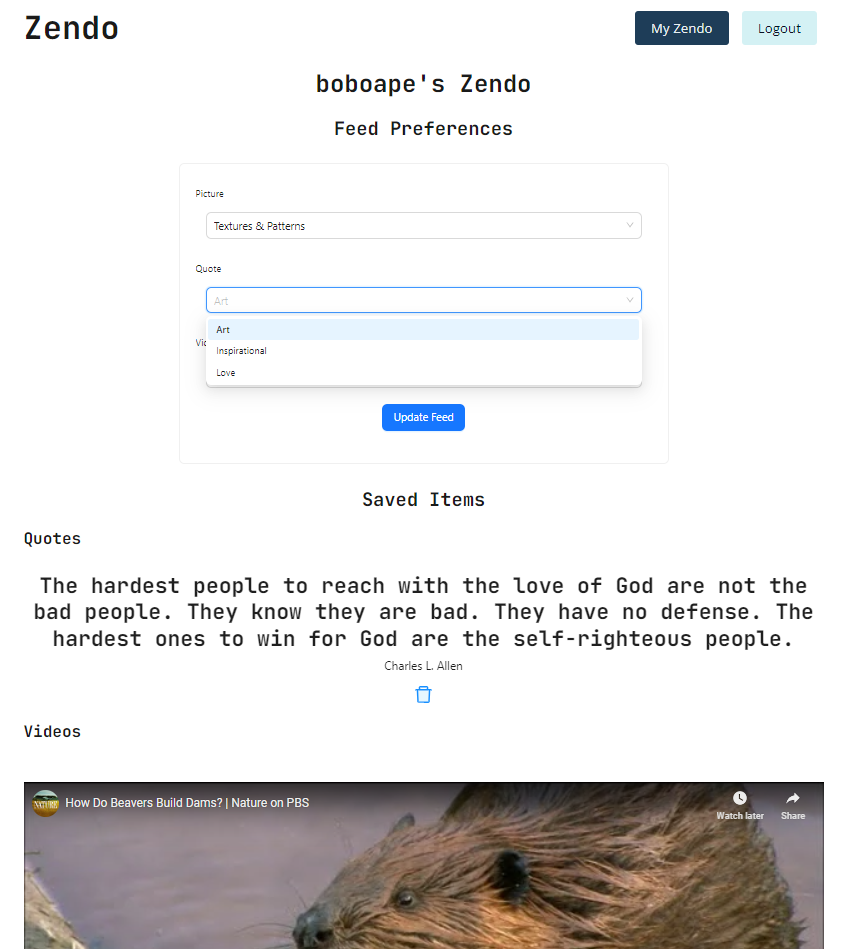 Zendo
My Zendo
Logout
boboape's Zendo
Feed Preferences
Picture
Textures & Patterns
Quote
Art
Art
Inspirational
Love
Update Feed
Saved Items
Quotes
The hardest people to reach with the love of God are not the
bad people. They know they are bad. They have no defense. The
hardest ones to win for God are the self-righteous people.
Charles L. Allen
Videos
NATURE
How Do Beavers Build Dams? | Nature on PBS
Watch later
Share